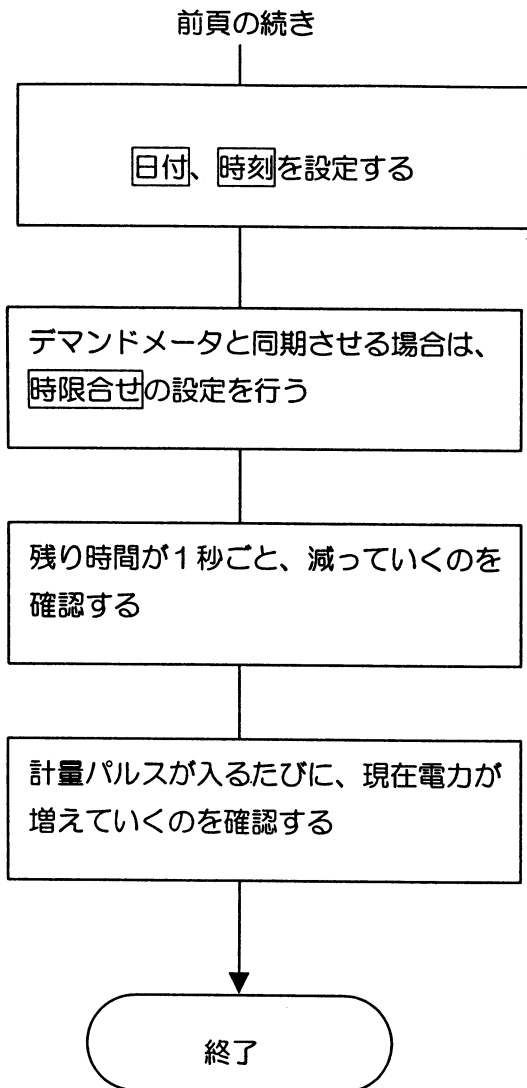 前頁の続き
日付、時刻を設定する
デマンドメータと同期させる場合は、
時限合せの設定を行う
残り時間が1秒ごと、減っていくのを
確認する
計量パルスが入るたびに、現在電力が
増えていくのを確認する
終了